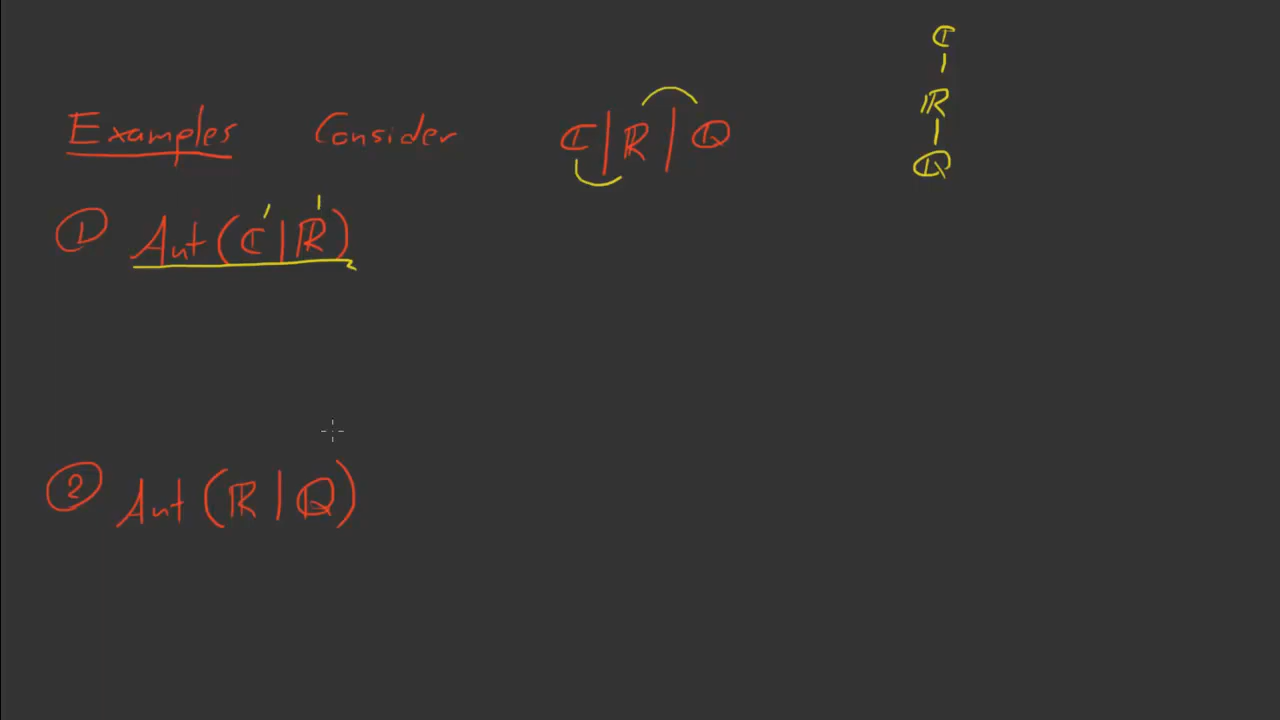 Examples Consider ℂ | ℝ | ℚ
① Aut(ℂ | ℝ)
② Aut(ℝ | ℚ)
ℂ
|
ℝ
|
ℚ